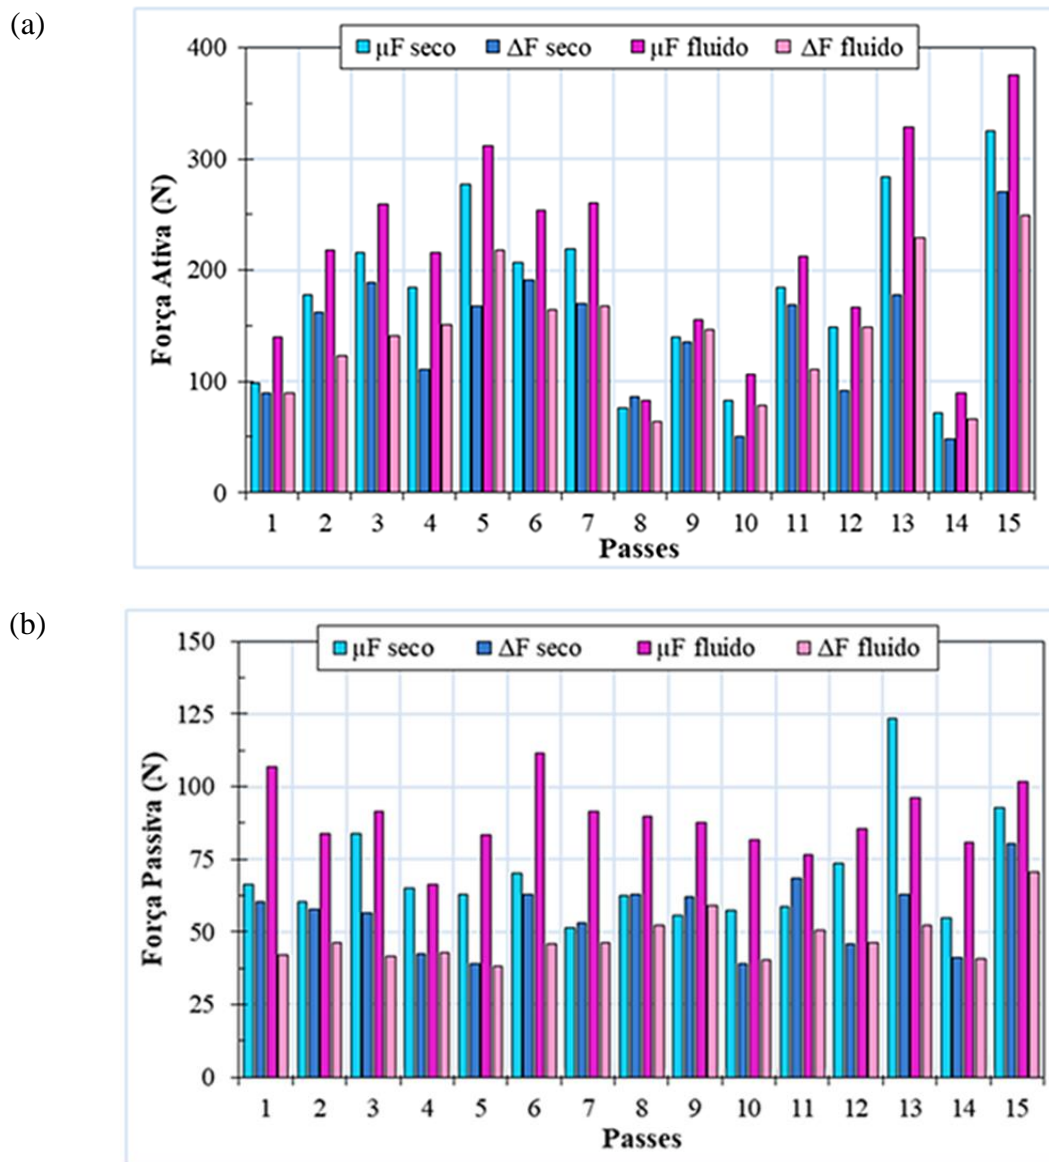 (a)
μF seco ΔF seco μF fluido ΔF fluido
400
300
200
100
0
Força Ativa (N)
1 2 3 4 5 6 7 8 9 10 11 12 13 14 15
Passes
(b)
μF seco ΔF seco μF fluido ΔF fluido
150
125
100
75
50
25
0
Força Passiva (N)
1 2 3 4 5 6 7 8 9 10 11 12 13 14 15
Passes